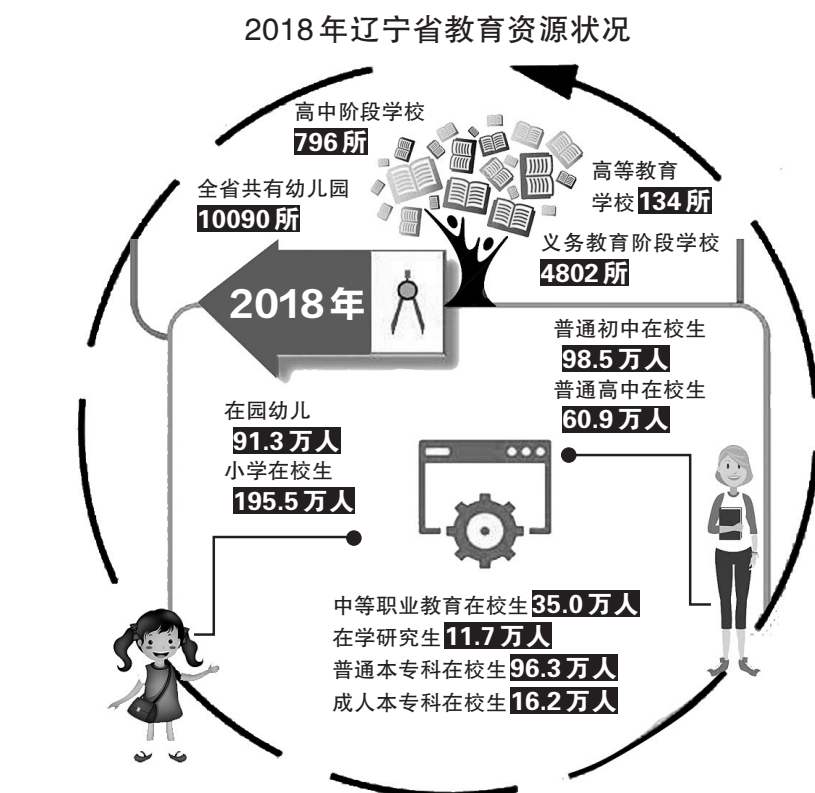 2018年辽宁省教育资源状况
高中阶段学校
796所
全省共有幼儿园
10090所
高等教育
学校134所
义务教育阶段学校
4802所
2018年
普通初中在校生
98.5万人
普通高中在校生
60.9万人
在园幼儿
91.3万人
小学在校生
195.5万人
中等职业教育在校生35.0万人
在学研究生11.7万人
普通本专科在校生96.3万人
成人本专科在校生16.2万人